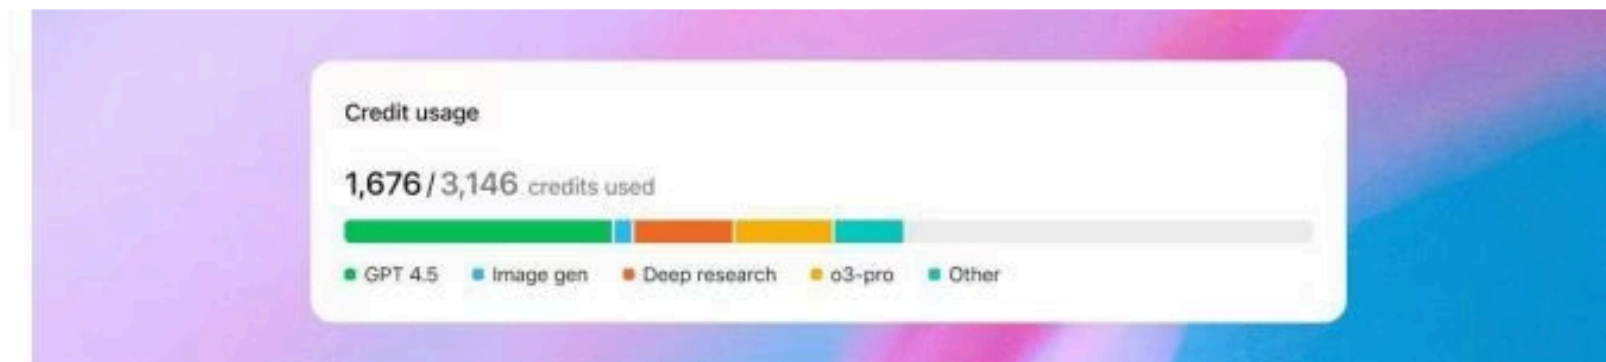 Credit usage
1,676/3,146 credits used
GPT 4.5 Image gen Deep research o3-pro Other